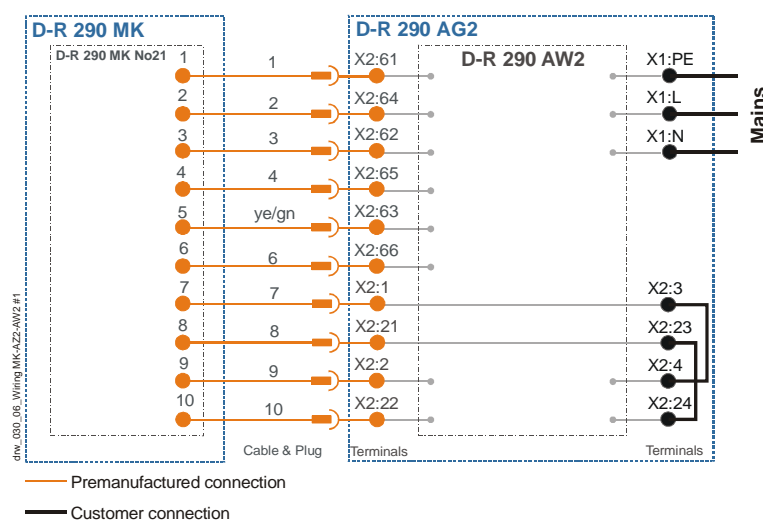 D-R 290 MK
D-R 290 AG2
D-R 290 MK No21
D-R 290 AW2
1 1 X2:61 X1:PE
2 2 X2:64 X1:L
3 3 X2:62 X1:N
4 4 X2:65
5 ye/gn X2:63
6 6 X2:66
7 7 X2:1 X2:3
8 8 X2:21 X2:23
9 9 X2:2 X2:4
10 10 X2:22 X2:24
Mains
Cable & Plug Terminals Terminals
drw_030_06_Wiring MK-AZ2-AW2 #1
Premanufactured connection
Customer connection